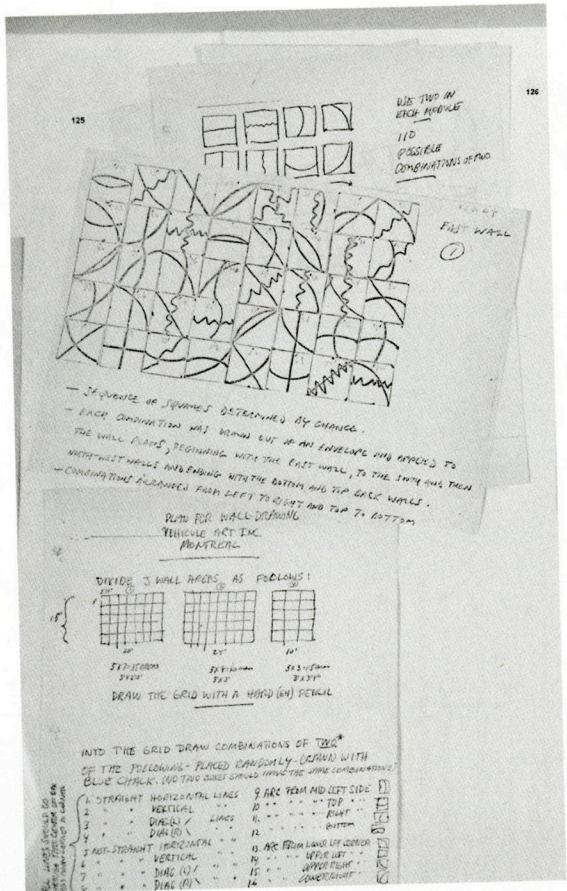 125
126
USE TWO IN
EACH MODULE
110
POSSIBLE
COMBINATIONS OF TWO
EAST WALL
1
— SEQUENCE OF SQUARES DETERMINED BY CHANCE.
— EACH COMBINATION WAS DRAWN OUT OF AN ENVELOPE AND APPLIED TO
THE WALL PLANS, BEGINNING WITH THE EAST WALL, TO THE SOUTH AND THEN
NORTH-WEST WALLS AND ENDING WITH THE BOTTOM AND TOP BACK WALLS.
— COMBINATIONS ARRANGED FROM LEFT TO RIGHT AND TOP TO BOTTOM
PLAN FOR WALL-DRAWING
VEHICULE ART INC.
MONTREAL
DIVIDE 3 WALL AREAS AS FOLLOWS:
15'
DRAW THE GRID WITH A HARD (6H) PENCIL
INTO THE GRID DRAW COMBINATIONS OF TWO*
OF THE FOLLOWING - PLACED RANDOMLY - DRAWN WITH
BLUE CHALK. (NO TWO BOXES SHOULD HAVE THE SAME COMBINATIONS)
1. STRAIGHT HORIZONTAL LINES
2 " VERTICAL "
3 " DIAG(L) / LINES
4 " DIAG(R) \ "
5 NOT-STRAIGHT HORIZONTAL "
6 " VERTICAL "
7 " DIAG (L) / "
8 " DIAG (R) \ "
9 ARC FROM MID LEFT SIDE
10 " " " TOP "
11. " " " RIGHT "
12 " " " BOTTOM
13. ARC FROM LOWER LEFT CORNER
14 " " UPPER LEFT "
15 " " UPPER RIGHT "
16 " " LOWER RIGHT "